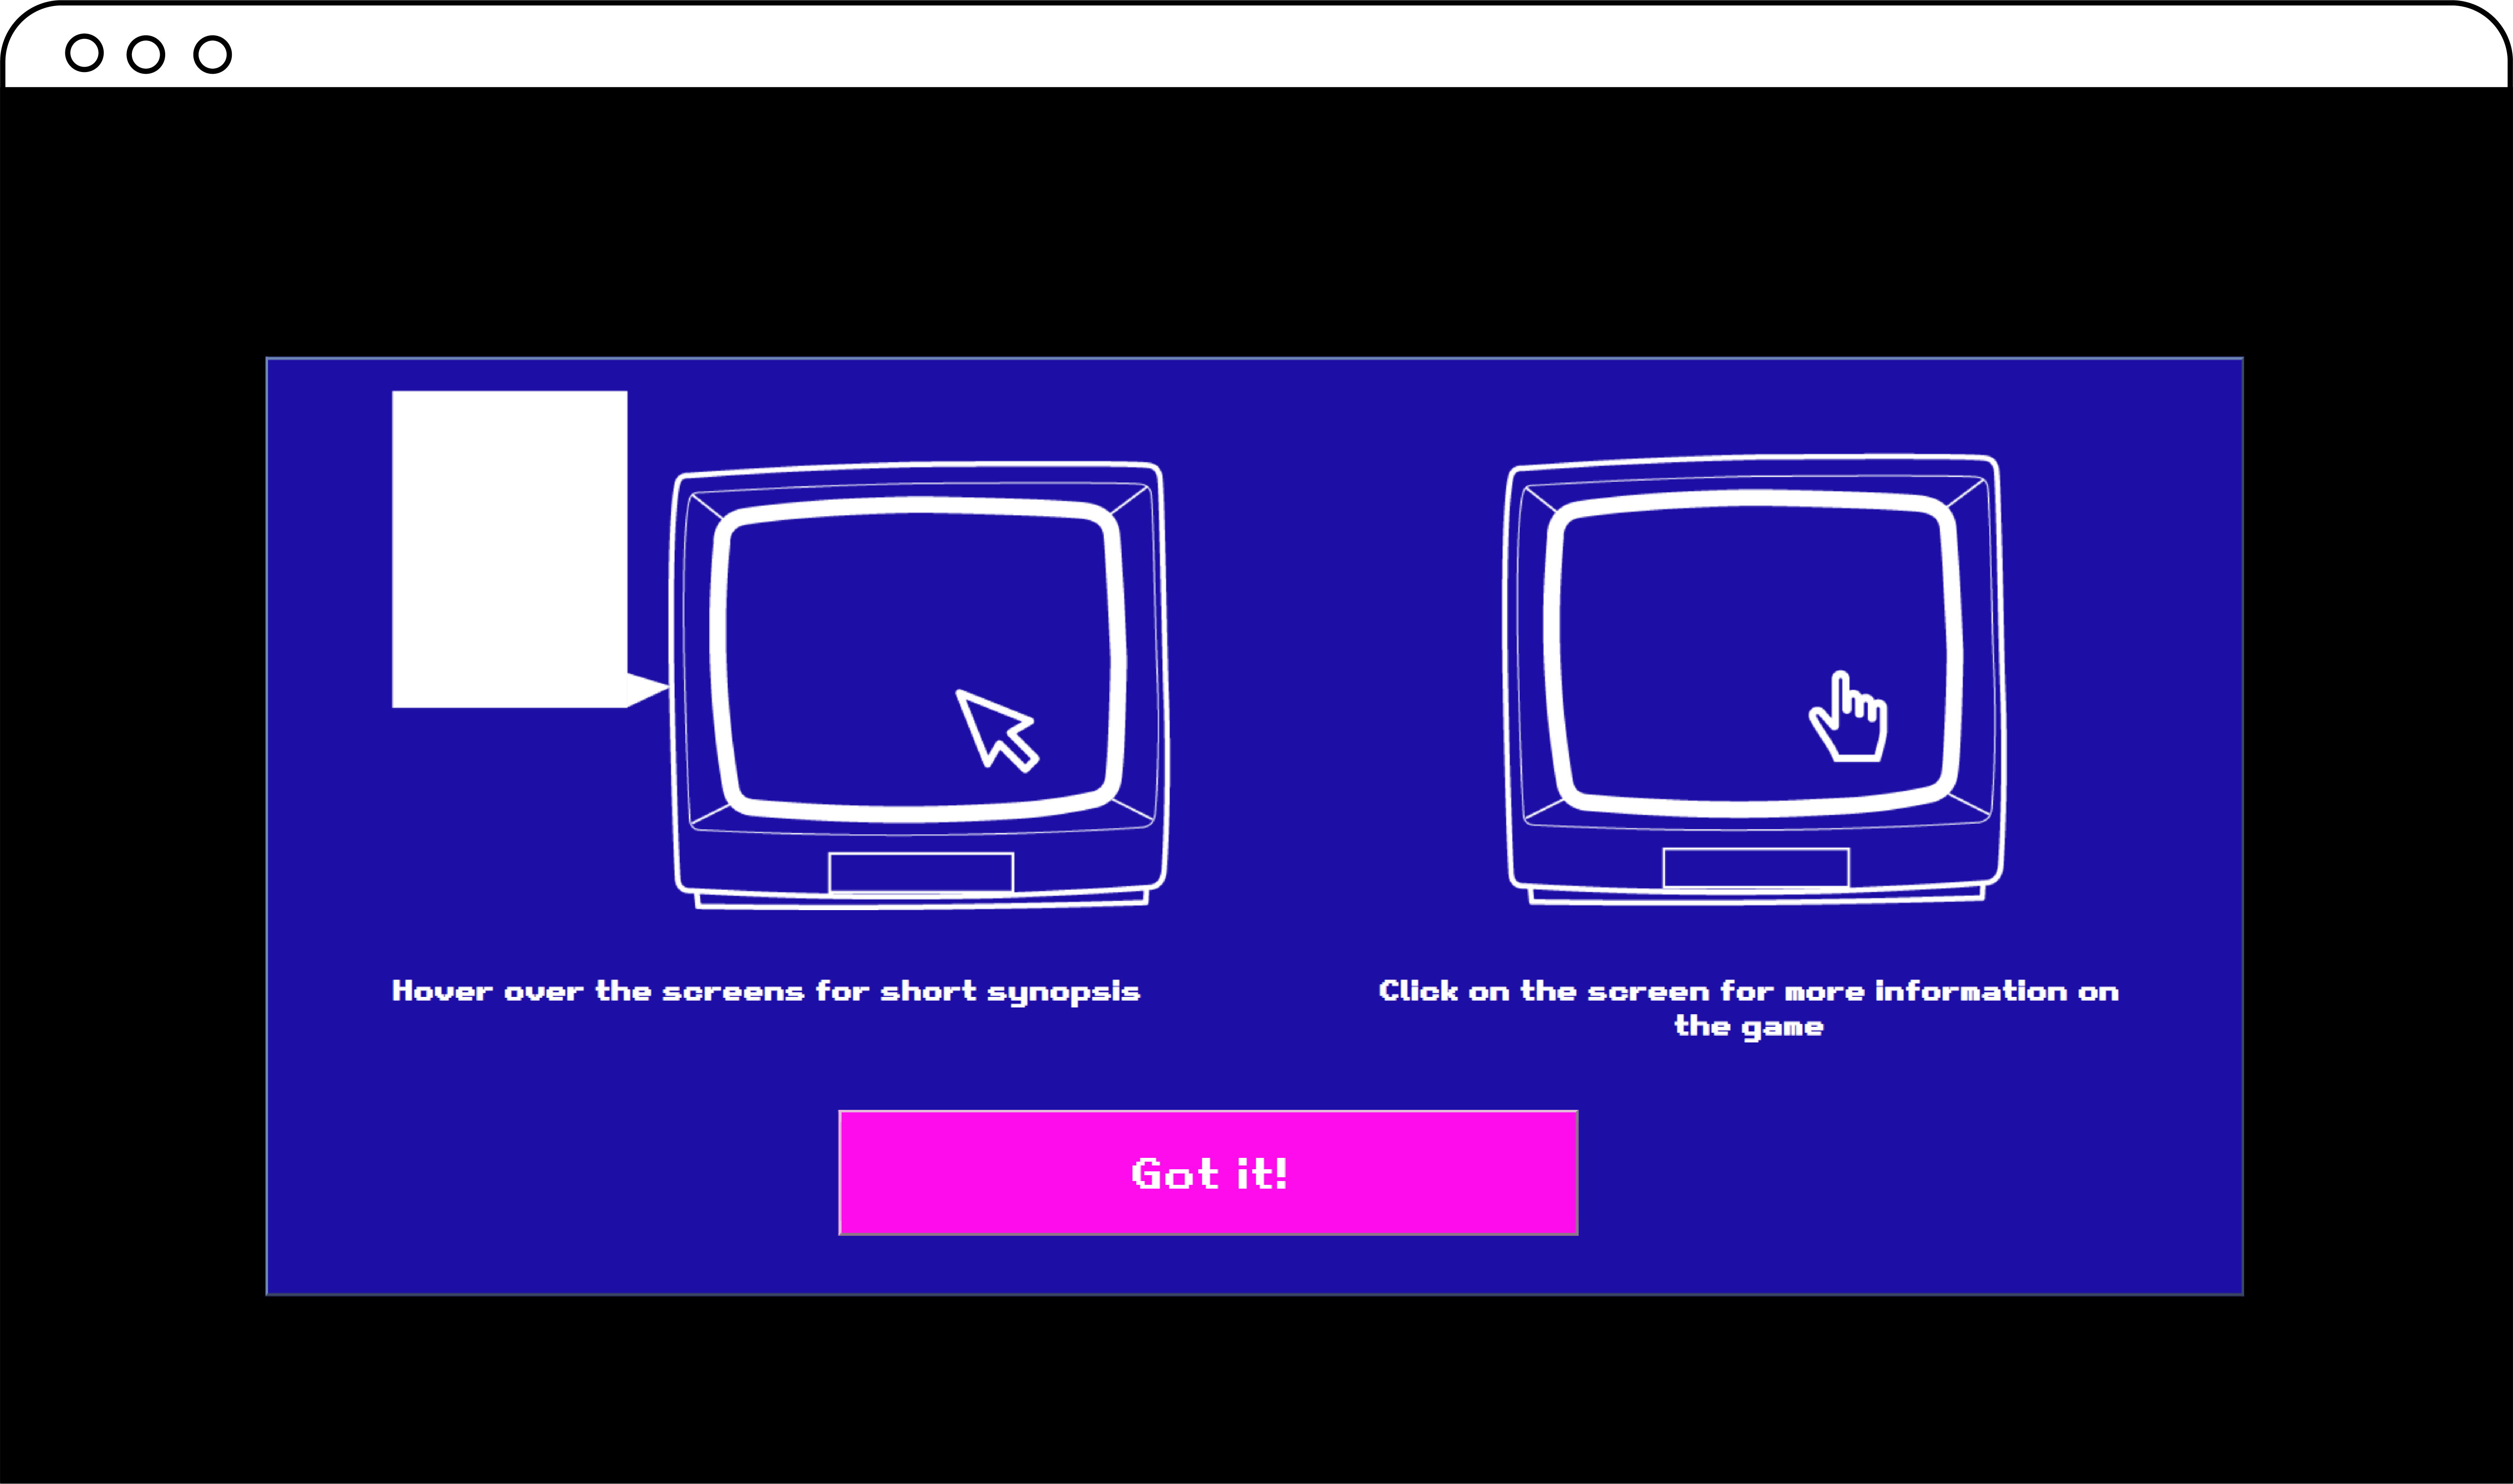 Hover over the screens for short synopsis
Click on the screen for more information on
the game
Got it!